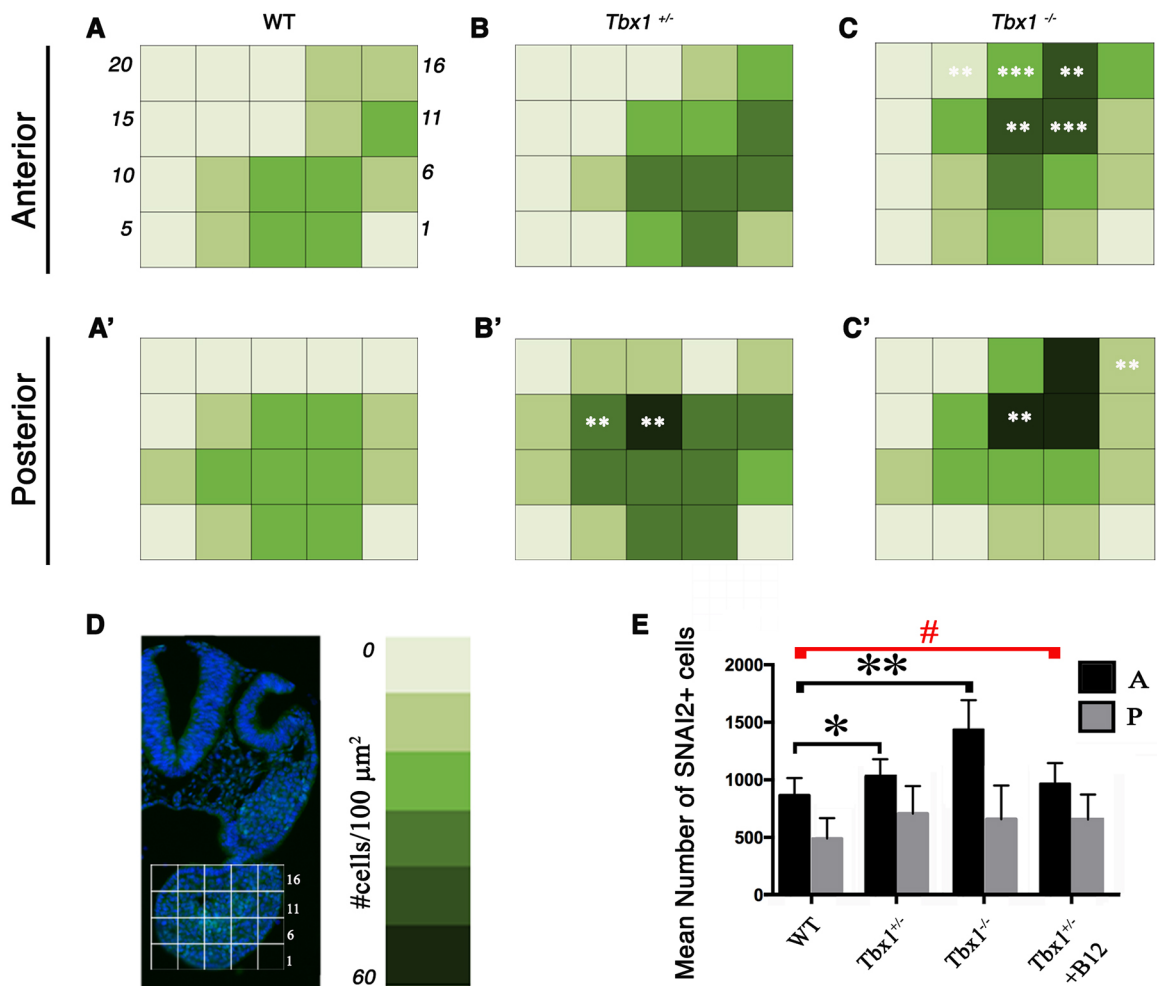 A WT B Tbx1 +/- C Tbx1 -/-
Anterior
20 16 ** *** **
15 11 ** ***
10 6
5 1
A' B' C'
Posterior
**
** ** **
D
0
#cells/100 µm2
60
16
11
6
1
E
Mean Number of SNAI2+ cells
#
**
*
2000
1500
1000
500
0
A
P
WT
Tbx1+/-
Tbx1-/-
Tbx1+/-
+B12